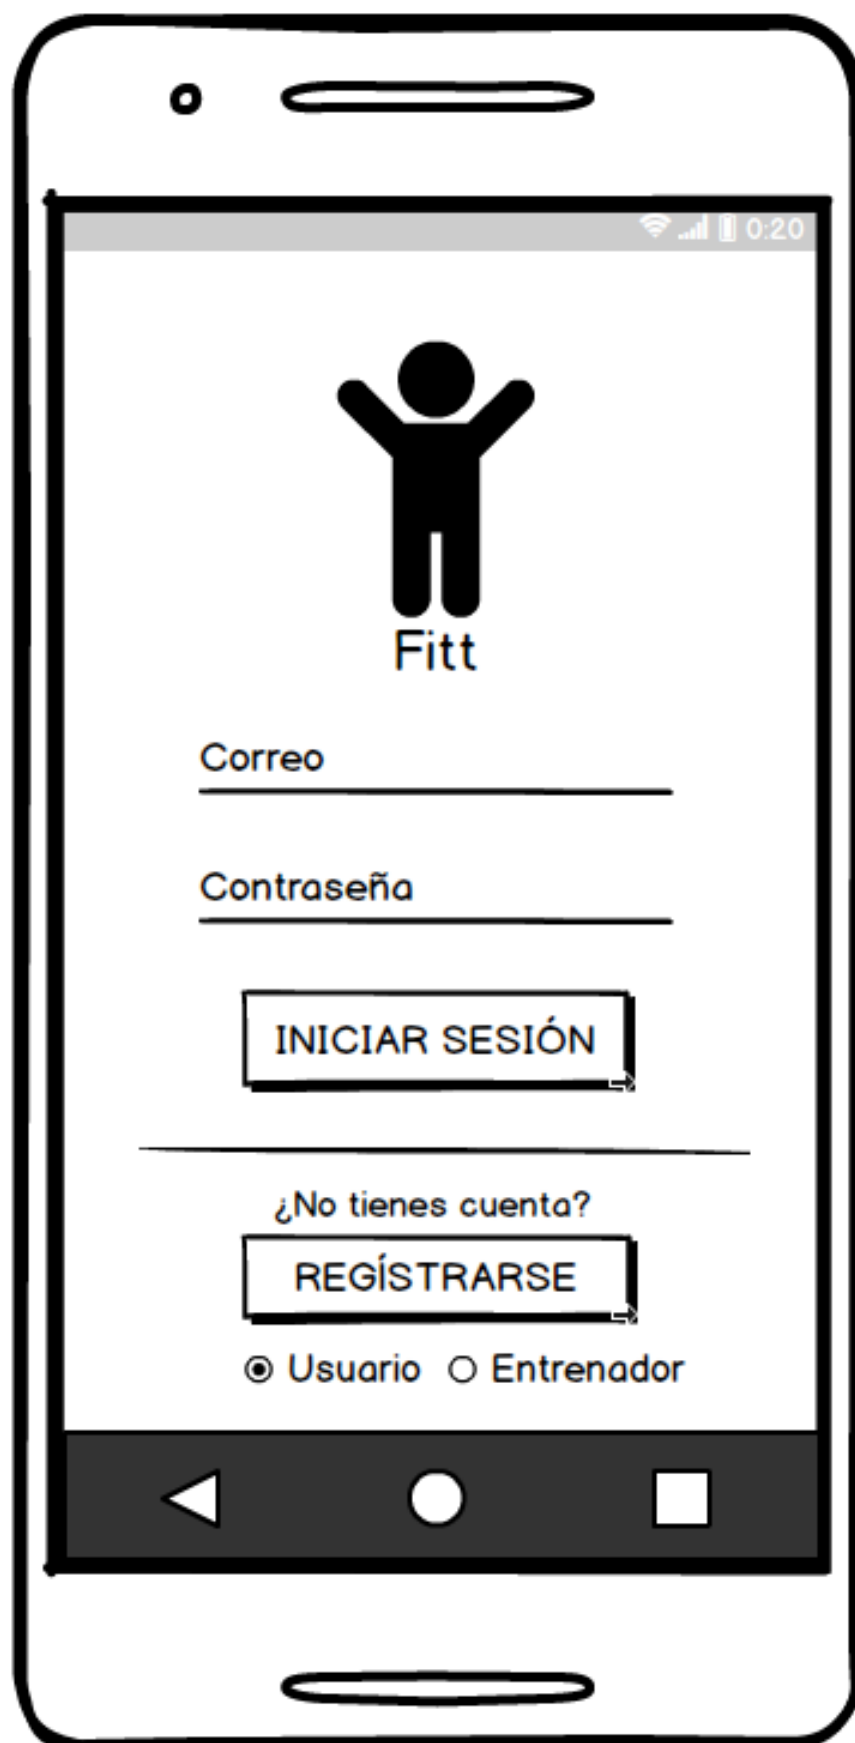 0:20
Fitt
Correo
Contraseña
INICIAR SESIÓN
¿No tienes cuenta?
REGÍSTRARSE
Usuario Entrenador